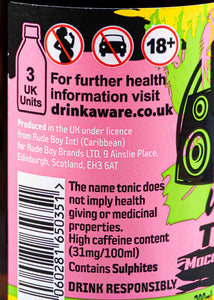 18+
3
UK
Units
For further health
information visit
drinkaware.co.uk
Produced in the UK under licence
from Rude Boy Intl (Caribbean)
for Rude Boy Brands LTD, 9 Ainslie Place,
Edinburgh, Scotland, EH3 6AT
The name tonic does
not imply health
giving or medicinal
properties.
High caffeine content
(31mg/100ml)
Contains Sulphites
DRINK RESPONSIBLY